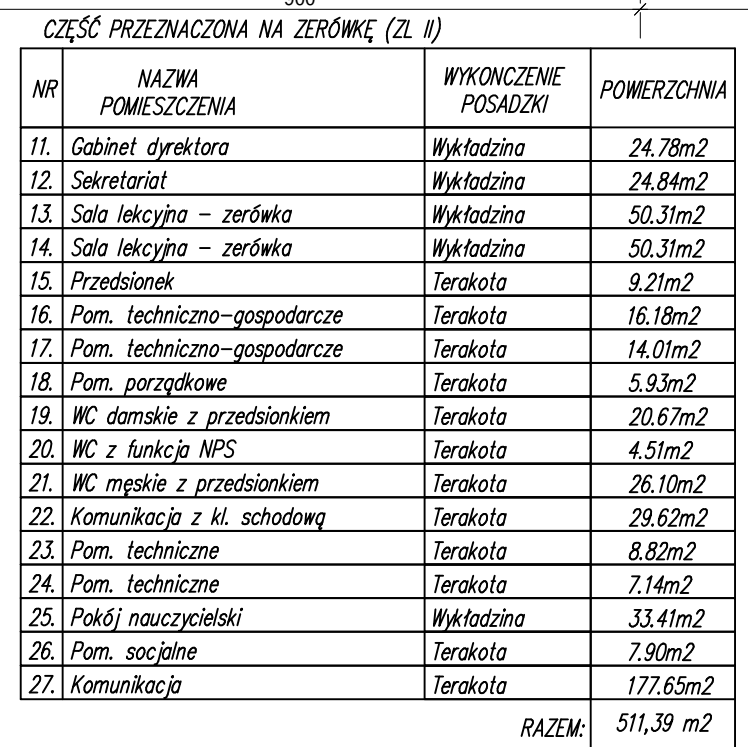 CZĘŚĆ PRZEZNACZONA NA ZERÓWKĘ (ZL II)
NR NAZWA POMIESZCZENIA WYKONCZENIE POSADZKI POWIERZCHNIA
11. Gabinet dyrektora Wykładzina 24.78m2
12. Sekretariat Wykładzina 24.84m2
13. Sala lekcyjna – zerówka Wykładzina 50.31m2
14. Sala lekcyjna – zerówka Wykładzina 50.31m2
15. Przedsionek Terakota 9.21m2
16. Pom. techniczno-gospodarcze Terakota 16.18m2
17. Pom. techniczno-gospodarcze Terakota 14.01m2
18. Pom. porządkowe Terakota 5.93m2
19. WC damskie z przedsionkiem Terakota 20.67m2
20. WC z funkcja NPS Terakota 4.51m2
21. WC męskie z przedsionkiem Terakota 26.10m2
22. Komunikacja z kl. schodową Terakota 29.62m2
23. Pom. techniczne Terakota 8.82m2
24. Pom. techniczne Terakota 7.14m2
25. Pokój nauczycielski Wykładzina 33.41m2
26. Pom. socjalne Terakota 7.90m2
27. Komunikacja Terakota 177.65m2
RAZEM: 511,39 m2